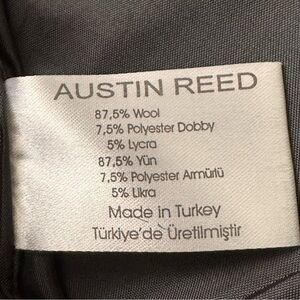 AUSTIN REED
87,5% Wool
7,5% Polyester Dobby
5% Lycra
87,5% Yün
7,5% Polyester Armürlü
5% Likra
Made in Turkey
Türkiye'de Üretilmiştir